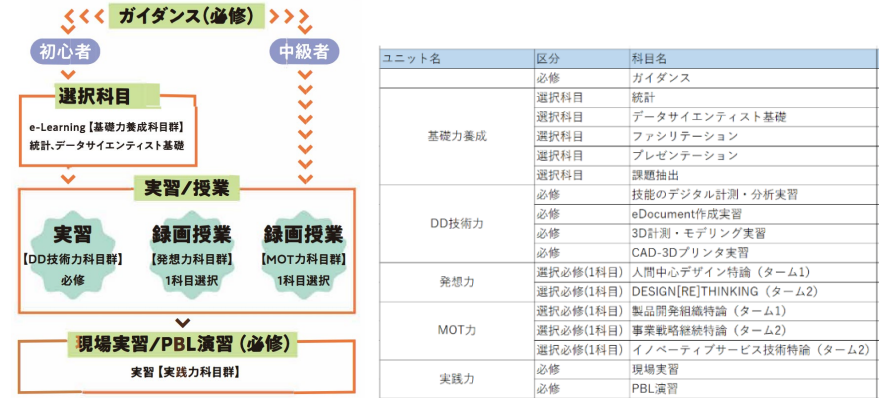 ガイダンス(必修)
初心者
中級者
選択科目
e-Learning【基礎力養成科目群】
統計、データサイエンティスト基礎
実習/授業
実習
【DD技術力科目群】
必修
録画授業
【発想力科目群】
1科目選択
録画授業
【MOT力科目群】
1科目選択
現場実習/PBL演習(必修)
実習【実践力科目群】
ユニット名 区分 科目名
必修 ガイダンス
基礎力養成
選択科目 統計
選択科目 データサイエンティスト基礎
選択科目 ファシリテーション
選択科目 プレゼンテーション
選択科目 課題抽出
DD技術力
必修 技能のデジタル計測・分析実習
必修 eDocument作成実習
必修 3D計測・モデリング実習
必修 CAD-3Dプリンタ実習
発想力
選択必修(1科目) 人間中心デザイン特論(ターム1)
選択必修(1科目) DESIGN[RE]THINKING(ターム2)
MOT力
選択必修(1科目) 製品開発組織特論(ターム1)
選択必修(1科目) 事業戦略継続特論(ターム2)
選択必修(1科目) イノベーティブサービス技術特論(ターム2)
実践力
必修 現場実習
必修 PBL演習